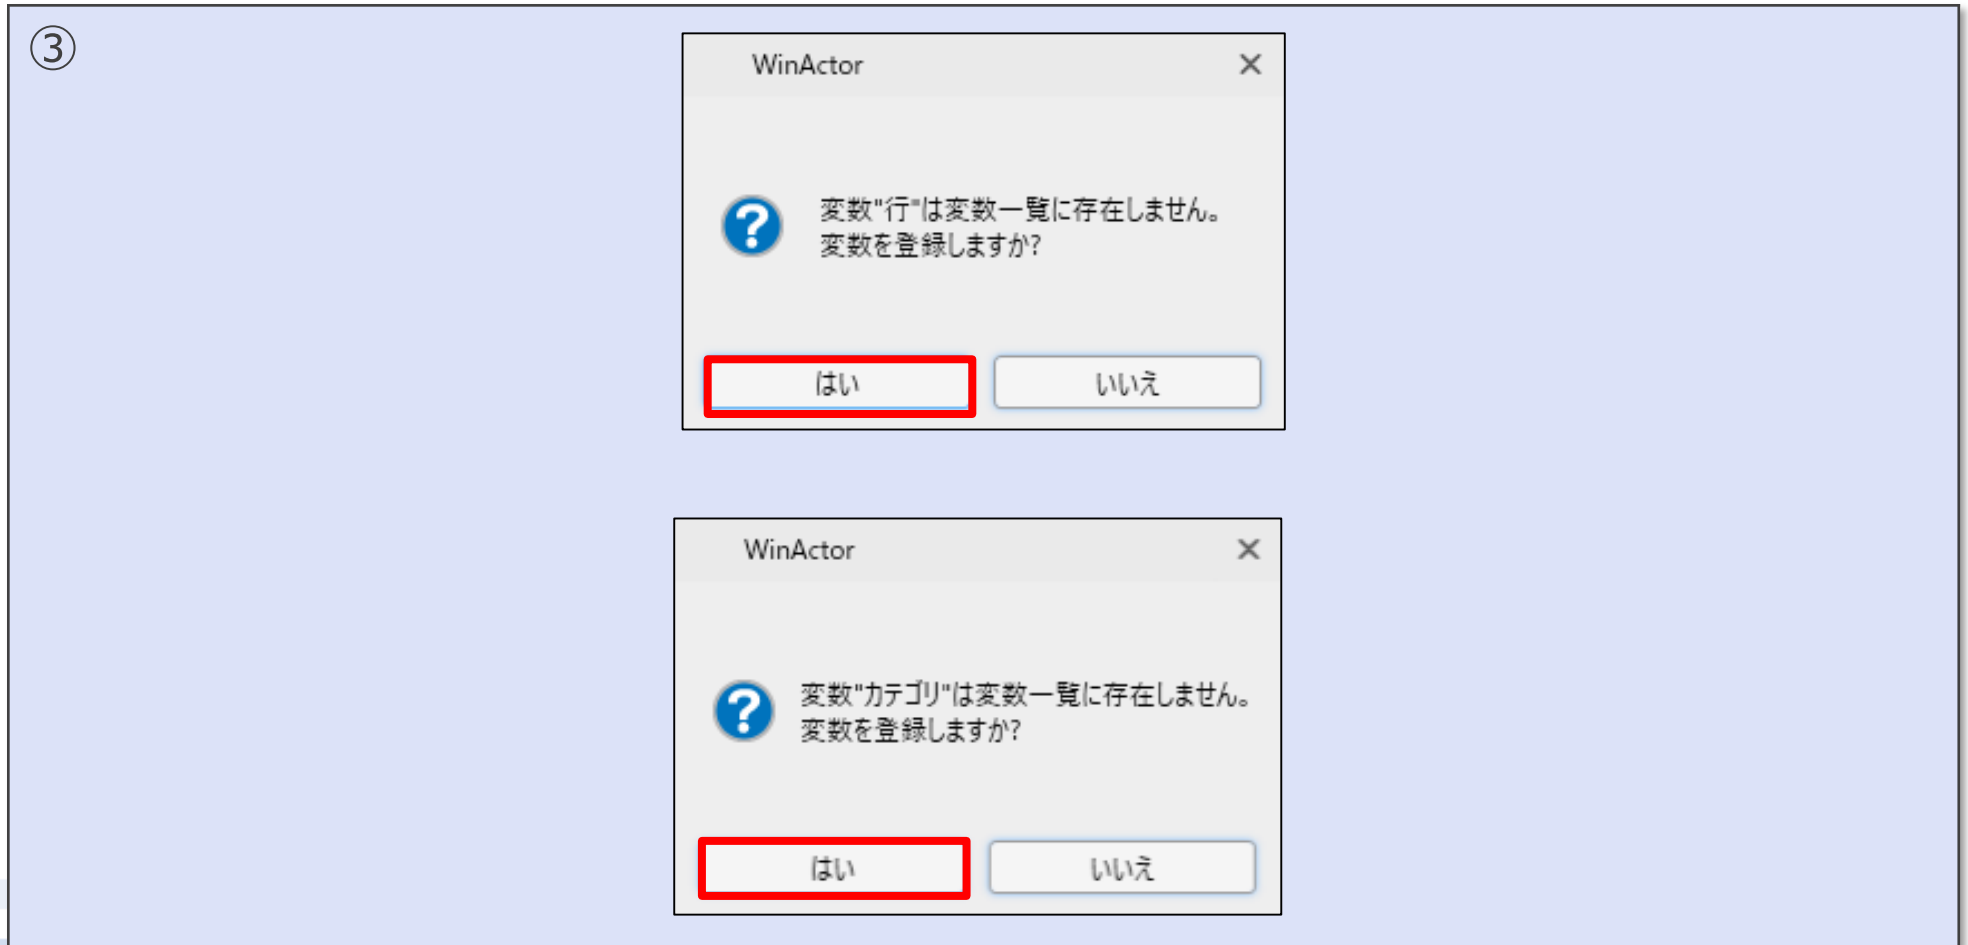 ③
WinActor
変数"行"は変数一覧に存在しません。
変数を登録しますか?
はい
いいえ
WinActor
変数"カテゴリ"は変数一覧に存在しません。
変数を登録しますか?
はい
いいえ